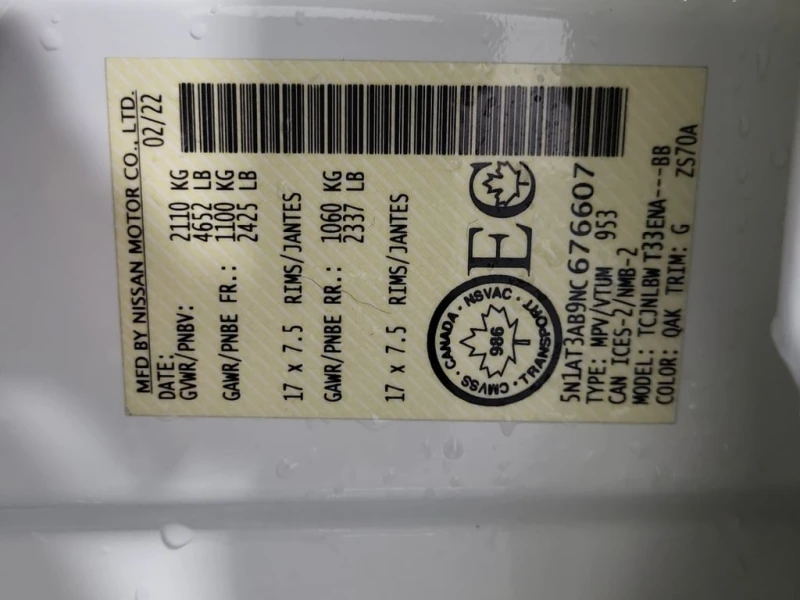 MFD BY NISSAN MOTOR CO., LTD.
DATE: 02/22
GVWR/PNBV: 2110 KG
4652 LB
GAWR/PNBE FR.: 1100 KG
2425 LB
17 x 7.5 RIMS/JANTES
GAWR/PNBE RR.: 1060 KG
2337 LB
17 x 7.5 RIMS/JANTES
CANADA · NSVAC · TRANSPORT · CMVSS ·
986
EC
5N1AT3AB9NC676607
TYPE: MPV/VTUM 953
CAN ICES-2/NMB-2
MODEL: TCJNLBW T33ENA---BB
COLOR: QAK TRIM: G ZS70A